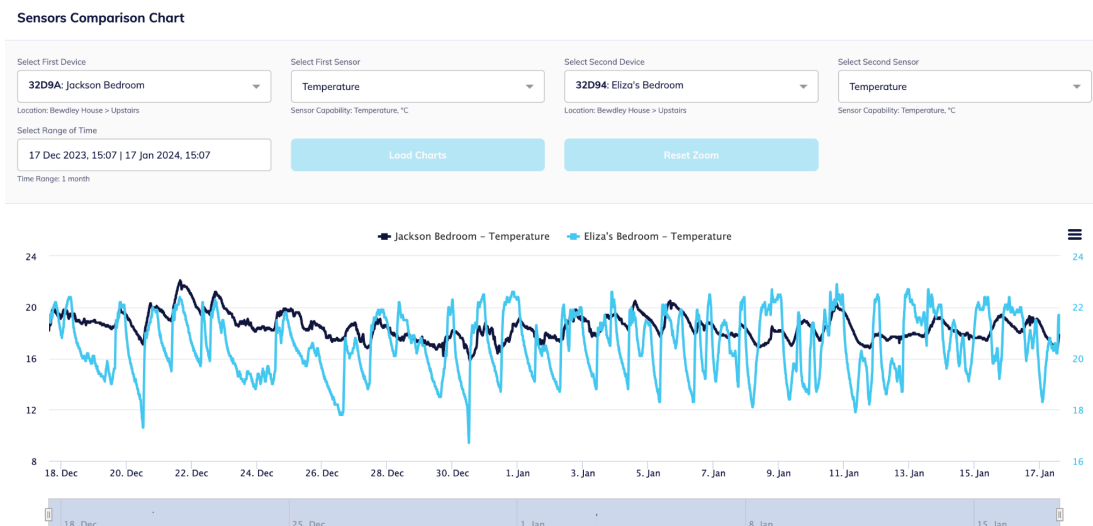 Sensors Comparison Chart
Select First Device
Select First Sensor
Select Second Device
Select Second Sensor
32D9A: Jackson Bedroom
Temperature
32D94: Eliza's Bedroom
Temperature
Location: Bewdley House > Upstairs
Sensor Capability: Temperature, °C
Location: Bewdley House > Upstairs
Sensor Capability: Temperature, °C
Select Range of Time
17 Dec 2023, 15:07 | 17 Jan 2024, 15:07
Load Charts
Reset Zoom
Time Range: 1 month
Jackson Bedroom – Temperature
Eliza's Bedroom – Temperature
24
24
20
22
16
20
12
18
8
16
18. Dec
20. Dec
22. Dec
24. Dec
26. Dec
28. Dec
30. Dec
1. Jan
3. Jan
5. Jan
7. Jan
9. Jan
11. Jan
13. Jan
15. Jan
17. Jan
18. Dec
25. Dec
1. Jan
8. Jan
15. Jan